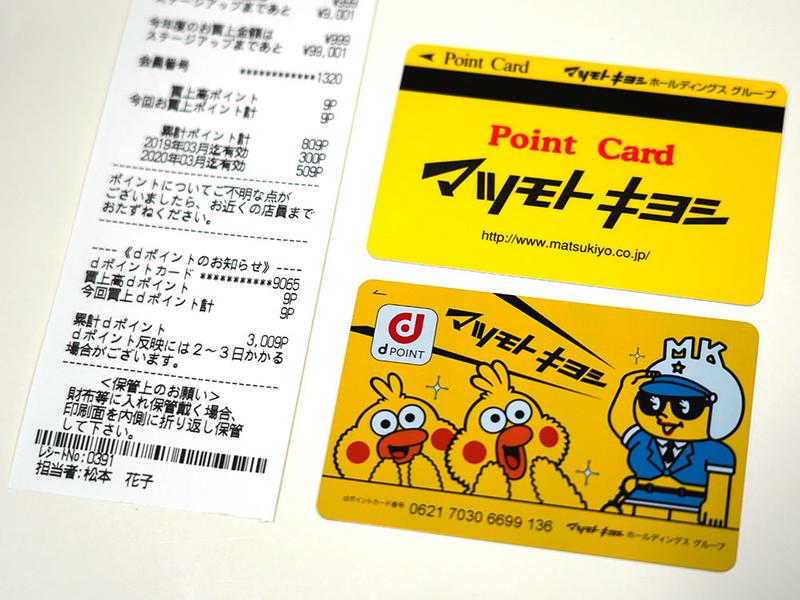 ¥999
ステージアップまであと ¥9,001
今年度のお買上金額は ¥999
ステージアップまであと ¥99,001
会員番号 ************1320
買上高ポイント 9P
今回お買上ポイント計 9P
累計ポイント計 809P
2019年03月迄有効 300P
2020年03月迄有効 509P
ポイントについてご不明な点が
ございましたら、お近くの店員まで
おたずねください。
---- 《dポイントのお知らせ》 ----
dポイントカード ***********9065
買上高dポイント 9P
今回買上dポイント計 9P
累計dポイント 3,009P
dポイント反映には2~3日かかる
場合がございます。
<保管上のお願い>
財布等に入れ保管戴く場合、
印刷面を内側に折り返し保管
して下さい。
レシートNo:0391
担当者:松本 花子
Point Card マツモトキヨシホールディングス グループ
Point Card
マツモトキヨシ
http://www.matsukiyo.co.jp/
d POINT
マツモトキヨシ
MK
dポイントカード番号 0621 7030 6699 136 マツモトキヨシホールディングス グループ